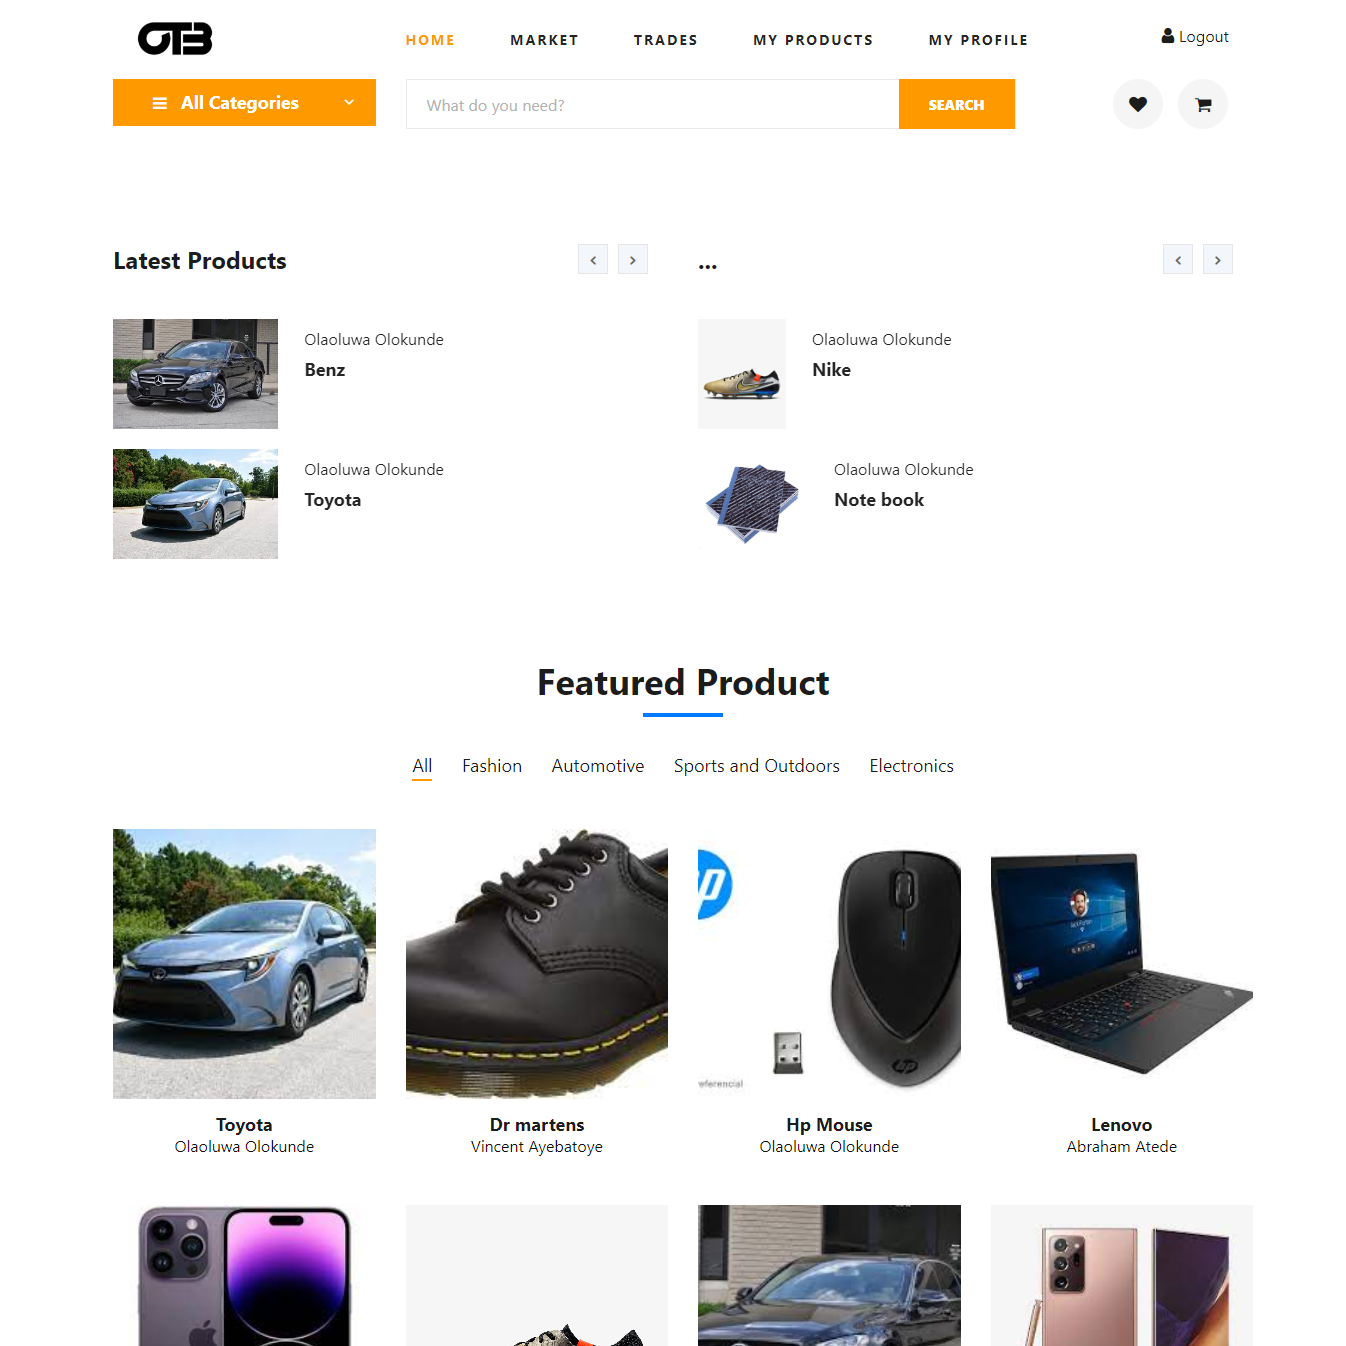 OTB
HOME MARKET TRADES MY PRODUCTS MY PROFILE Logout
All Categories What do you need? SEARCH
Latest Products ...
Olaoluwa Olokunde
Benz
Olaoluwa Olokunde
Toyota
Olaoluwa Olokunde
Nike
Olaoluwa Olokunde
Note book
Featured Product
All Fashion Automotive Sports and Outdoors Electronics
hp
eferencial
Toyota Dr martens Hp Mouse Lenovo
Olaoluwa Olokunde Vincent Ayebatoye Olaoluwa Olokunde Abraham Atede